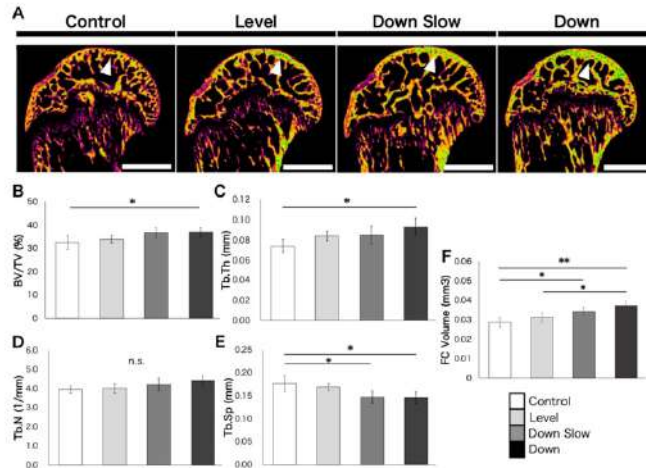 A
Control
Level
Down Slow
Down
B
BV/TV (%)
50
40
30
20
10
0
*
C
Tb.Th (mm)
0.12
0.10
0.08
0.06
0.04
0.02
0.00
*
D
Tb.N (1/mm)
6.0
5.0
4.0
3.0
2.0
1.0
0.0
n.s.
E
Tb.Sp (mm)
0.25
0.20
0.15
0.10
0.05
0.00
*
*
F
FC Volume (mm3)
0.05
0.04
0.03
0.02
0.01
0
**
*
*
Control
Level
Down Slow
Down